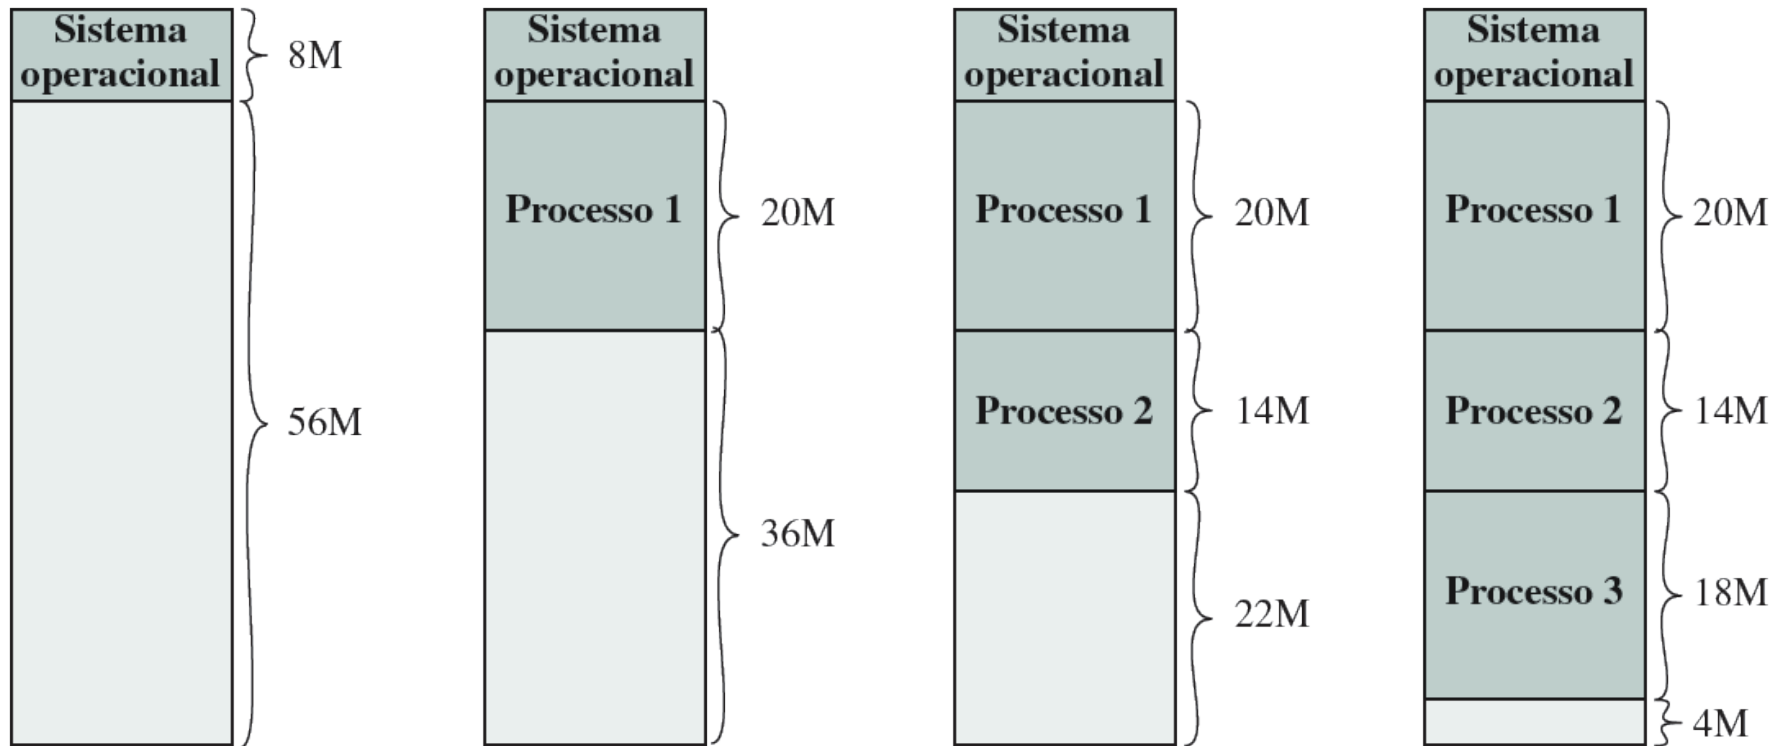 Sistema
operacional
8M
56M
Sistema
operacional
Processo 1
20M
36M
Sistema
operacional
Processo 1
20M
Processo 2
14M
22M
Sistema
operacional
Processo 1
20M
Processo 2
14M
Processo 3
18M
4M